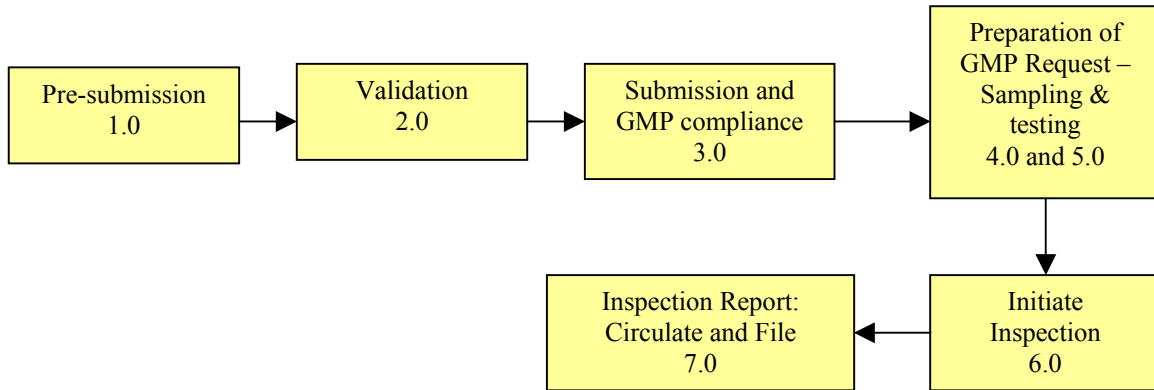 Pre-submission
1.0
Validation
2.0
Submission and
GMP compliance
3.0
Preparation of
GMP Request –
Sampling &
testing
4.0 and 5.0
Initiate
Inspection
6.0
Inspection Report:
Circulate and File
7.0